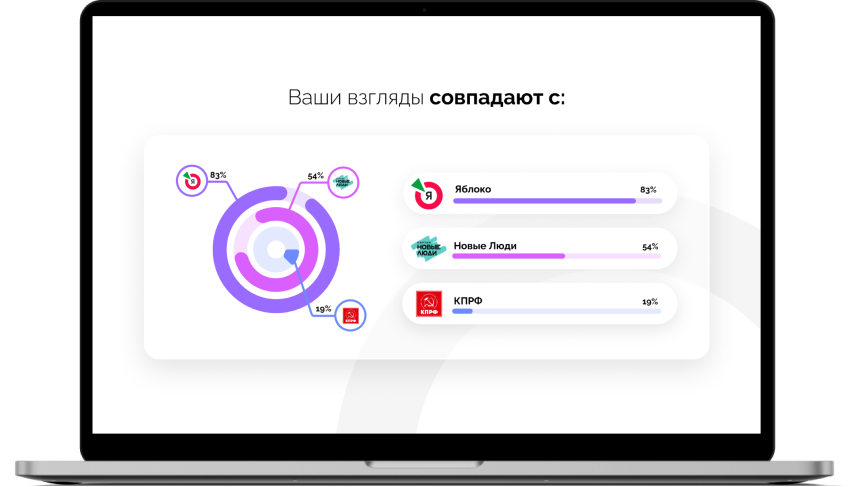 Ваши взгляды совпадают с:
83%
54%
19%
Я
НОВЫЕ
ЛЮДИ
КПРФ
Я
Яблоко 83%
НОВЫЕ
ЛЮДИ
Новые Люди 54%
КПРФ
КПРФ 19%